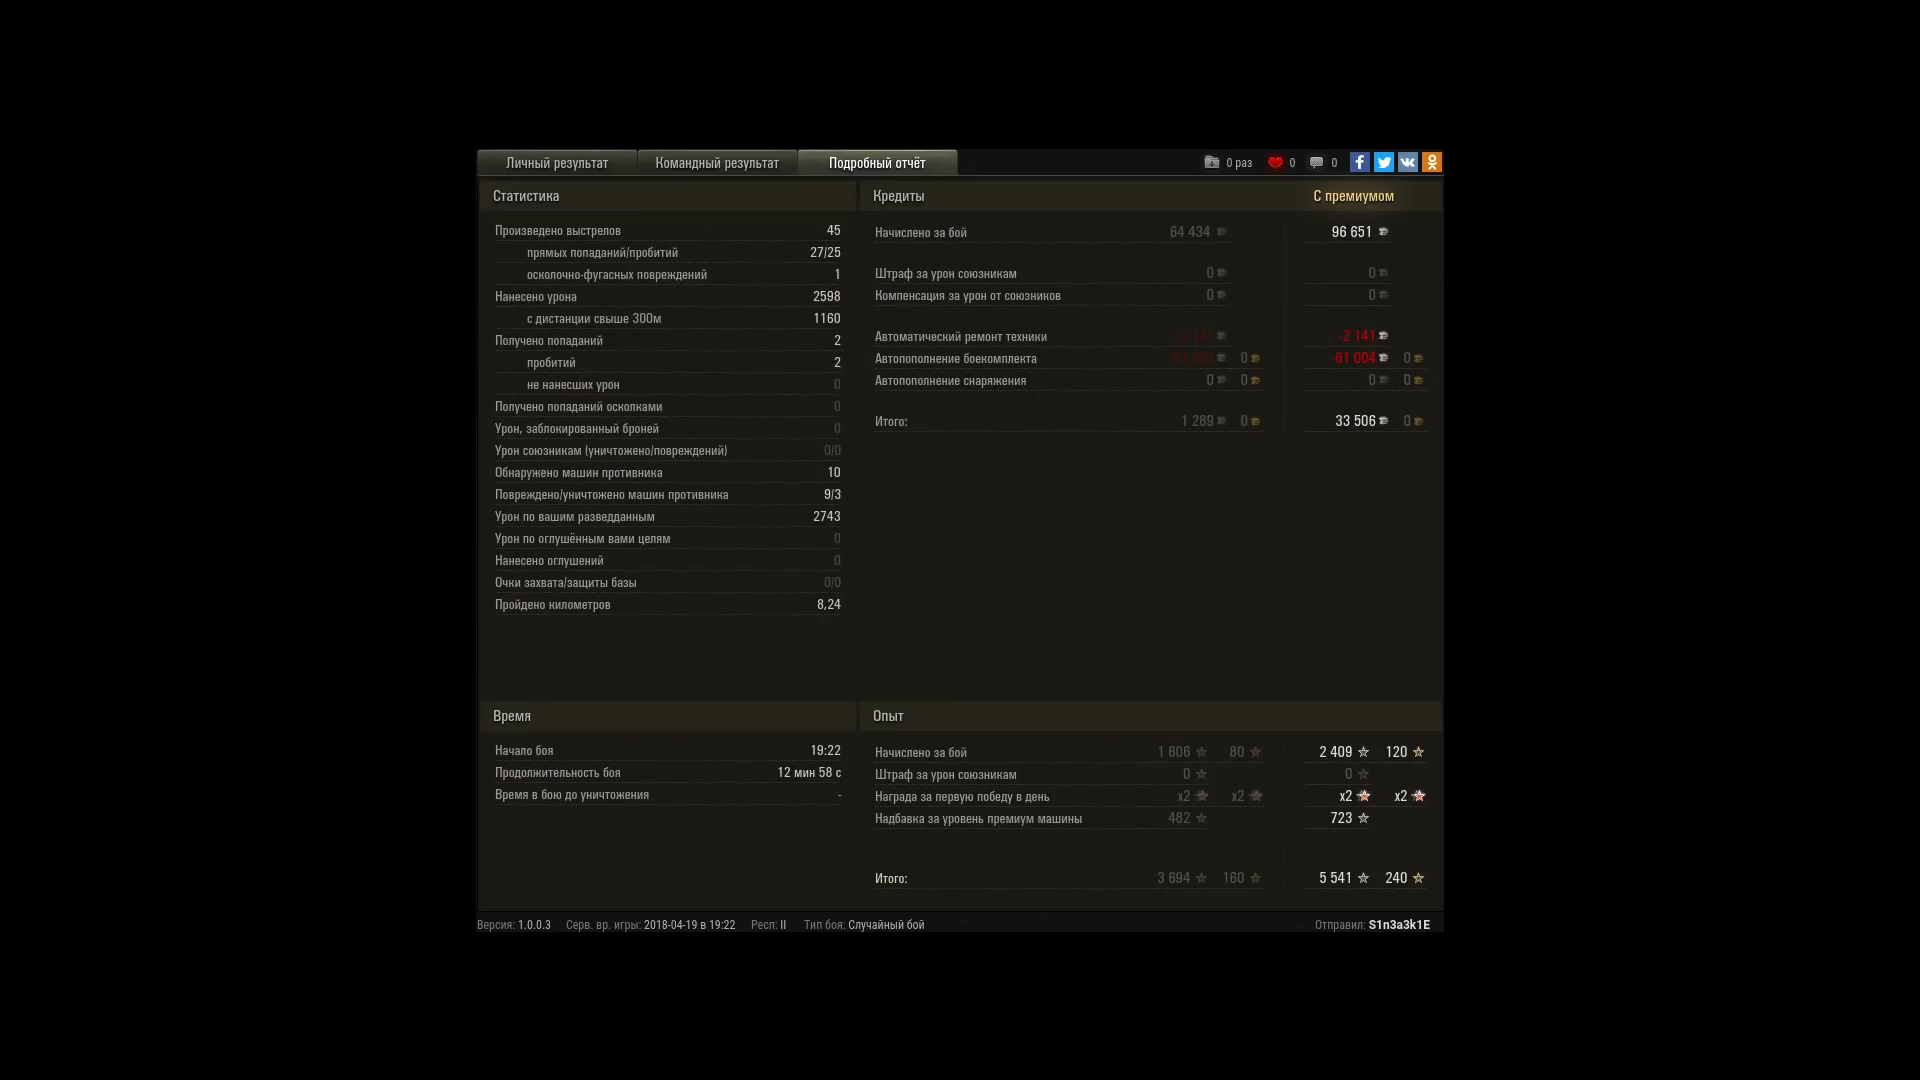 Личный результат Командный результат Подробный отчёт 0 раз 0 0
Статистика
Произведено выстрелов 45
прямых попаданий/пробитий 27/25
осколочно-фугасных повреждений 1
Нанесено урона 2598
с дистанции свыше 300м 1160
Получено попаданий 2
пробитий 2
не нанесших урон 0
Получено попаданий осколками 0
Урон, заблокированный броней 0
Урон союзникам (уничтожено/повреждений) 0/0
Обнаружено машин противника 10
Повреждено/уничтожено машин противника 9/3
Урон по вашим разведданным 2743
Урон по оглушённым вами целям 0
Нанесено оглушений 0
Очки захвата/защиты базы 0/0
Пройдено километров 8,24
Кредиты С премиумом
Начислено за бой 64 434 96 651
Штраф за урон союзникам 0 0
Компенсация за урон от союзников 0 0
Автоматический ремонт техники -2 141
Автопополнение боекомплекта 0 -61 004 0
Автопополнение снаряжения 0 0 0 0
Итого: 1 289 0 33 506 0
Время
Начало боя 19:22
Продолжительность боя 12 мин 58 с
Время в бою до уничтожения -
Опыт
Начислено за бой 1 606 80 2 409 120
Штраф за урон союзникам 0 0
Награда за первую победу в день x2 x2 x2 x2
Надбавка за уровень премиум машины 482 723
Итого: 3 694 160 5 541 240
Версия: 1.0.0.3 Серв. вр. игры: 2018-04-19 в 19:22 Респ: II Тип боя: Случайный бой Отправил: S1n3a3k1E